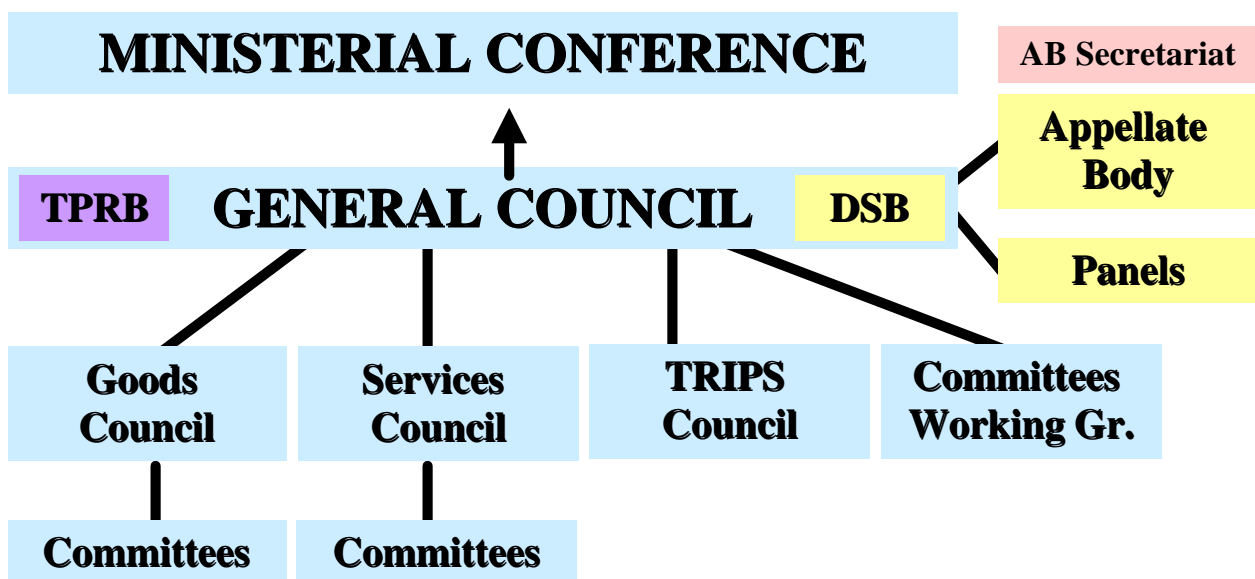 MINISTERIAL CONFERENCE
AB Secretariat
Appellate
Body
TPRB
GENERAL COUNCIL
DSB
Panels
Goods
Council
Services
Council
TRIPS
Council
Committees
Working Gr.
Committees
Committees